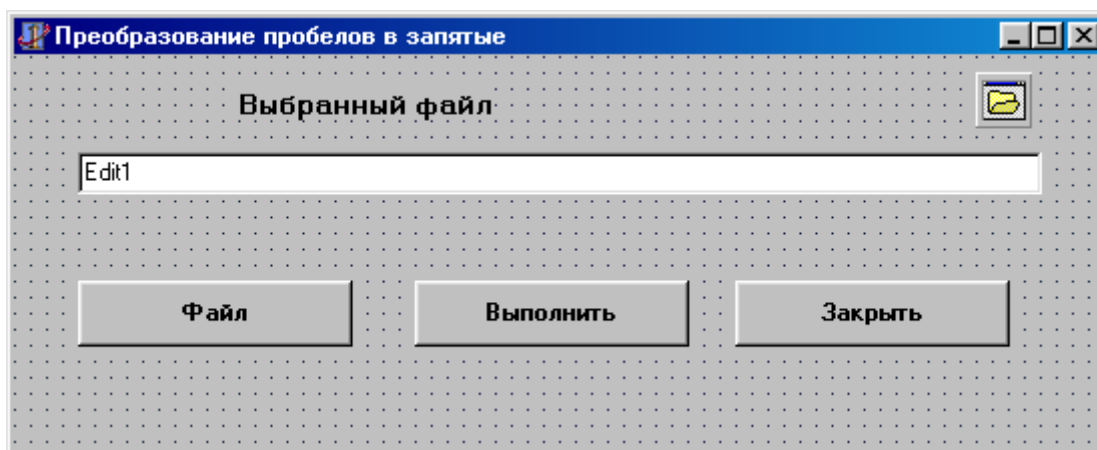 Преобразование пробелов в запятые
Выбранный файл
Edit1
Файл
Выполнить
Закрыть